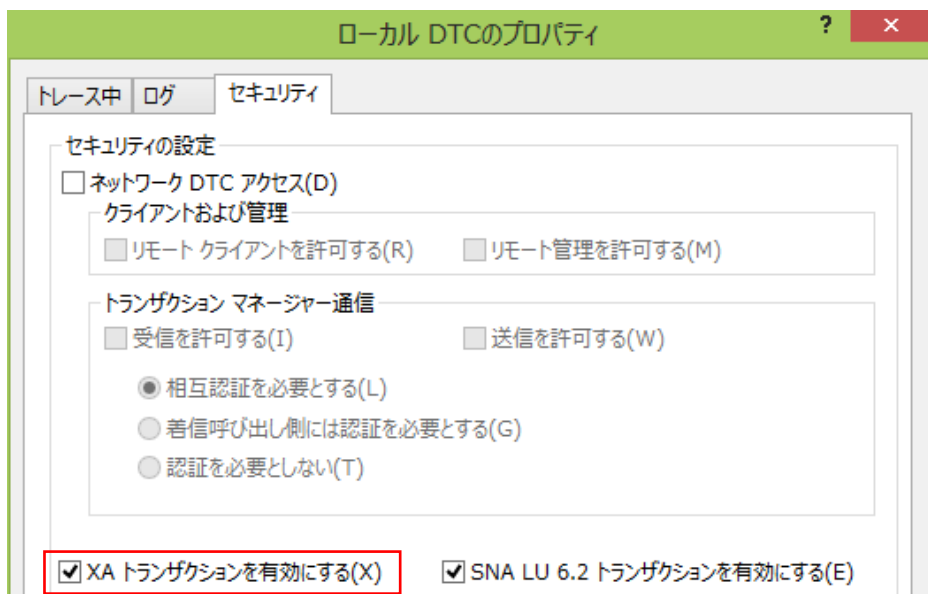 ローカル DTCのプロパティ ? ×
トレース中 ログ セキュリティ
セキュリティの設定
ネットワーク DTC アクセス(D)
クライアントおよび管理
リモート クライアントを許可する(R) リモート管理を許可する(M)
トランザクション マネージャー通信
受信を許可する(I) 送信を許可する(W)
相互認証を必要とする(L)
着信呼び出し側には認証を必要とする(G)
認証を必要としない(T)
XA トランザクションを有効にする(X) SNA LU 6.2 トランザクションを有効にする(E)